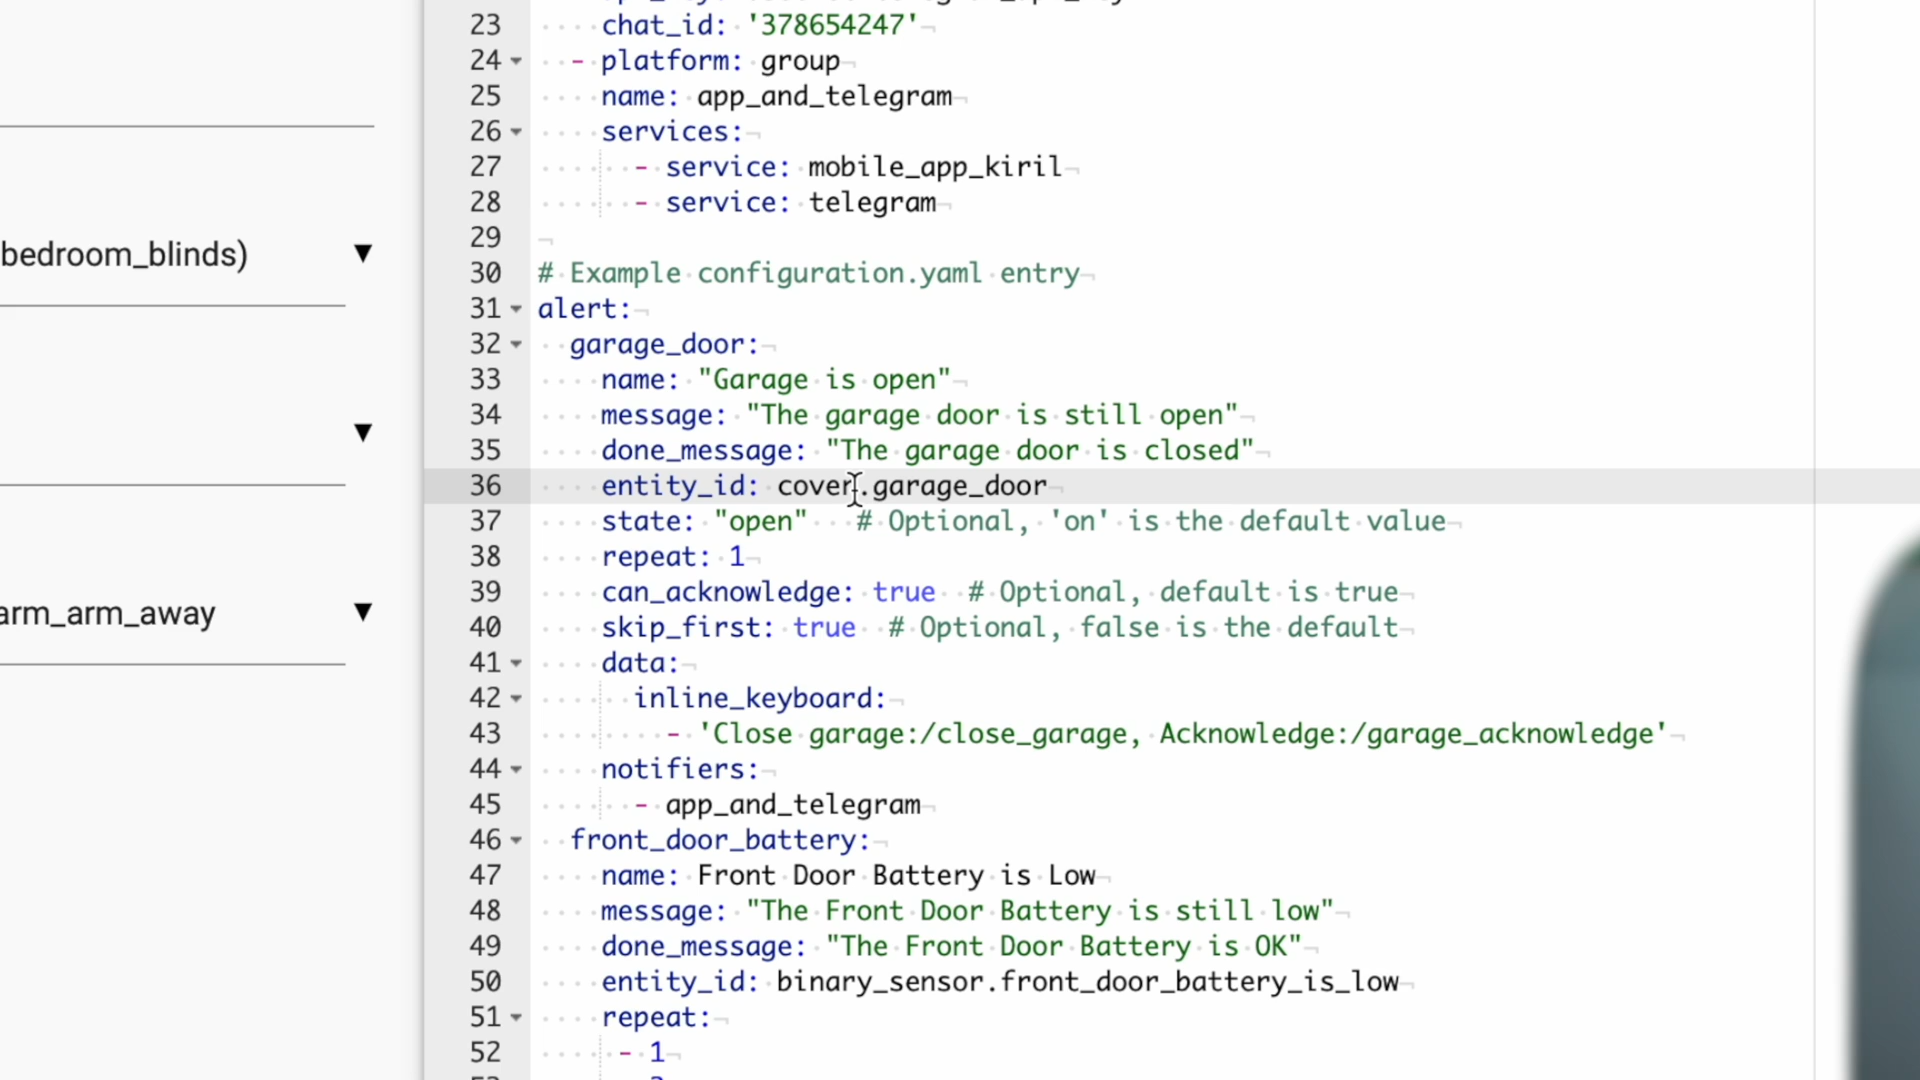 23 chat_id: '378654247'
24 - platform: group
25 name: app_and_telegram
26 services:
27 - service: mobile_app_kiril
28 - service: telegram
29
bedroom_blinds)
30 # Example configuration.yaml entry
31 alert:
32 garage_door:
33 name: "Garage is open"
34 message: "The garage door is still open"
35 done_message: "The garage door is closed"
36 entity_id: cover.garage_door
37 state: "open" # Optional, 'on' is the default value
38 repeat: 1
39 can_acknowledge: true # Optional, default is true
arm_arm_away
40 skip_first: true # Optional, false is the default
41 data:
42 inline_keyboard:
43 - 'Close garage:/close_garage, Acknowledge:/garage_acknowledge'
44 notifiers:
45 - app_and_telegram
46 front_door_battery:
47 name: Front Door Battery is Low
48 message: "The Front Door Battery is still low"
49 done_message: "The Front Door Battery is OK"
50 entity_id: binary_sensor.front_door_battery_is_low
51 repeat:
52 - 1